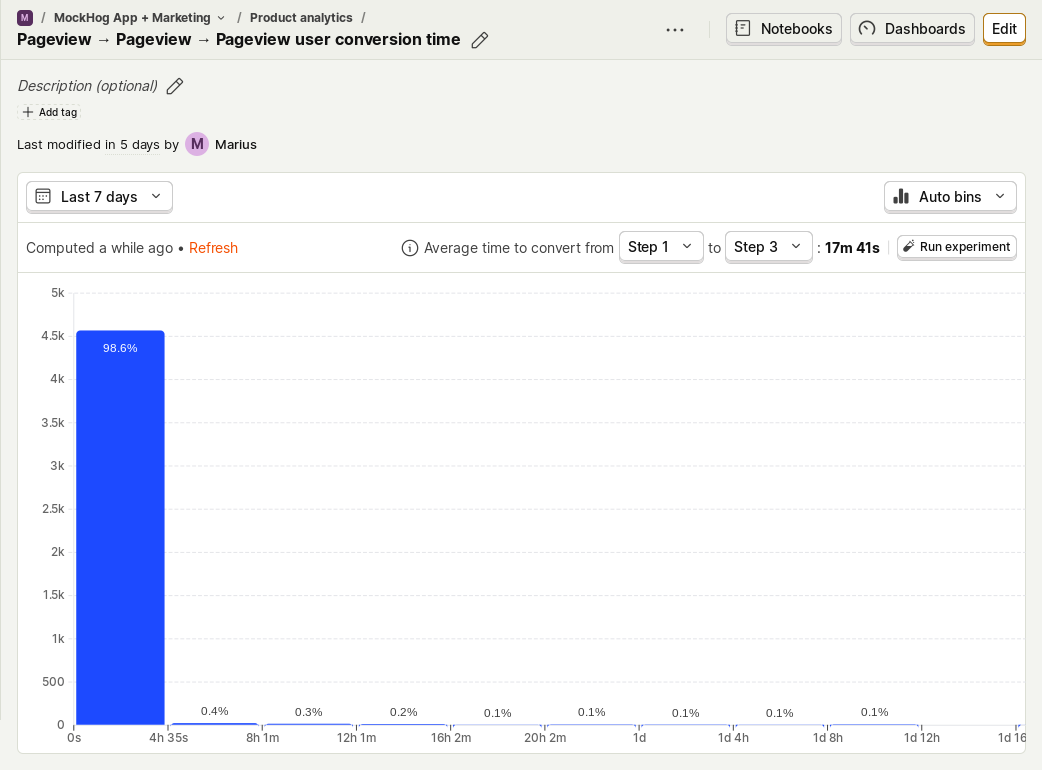 M / MockHog App + Marketing / Product analytics /
Pageview → Pageview → Pageview user conversion time
Notebooks
Dashboards
Edit
Description (optional)
Add tag
Last modified in 5 days by M Marius
Last 7 days
Auto bins
Computed a while ago • Refresh
Average time to convert from Step 1 to Step 3 : 17m 41s
Run experiment
5k
4.5k
4k
3.5k
3k
2.5k
2k
1.5k
1k
500
0
98.6%
0.4%
0.3%
0.2%
0.1%
0.1%
0.1%
0.1%
0.1%
0s
4h 35s
8h 1m
12h 1m
16h 2m
20h 2m
1d
1d 4h
1d 8h
1d 12h
1d 16